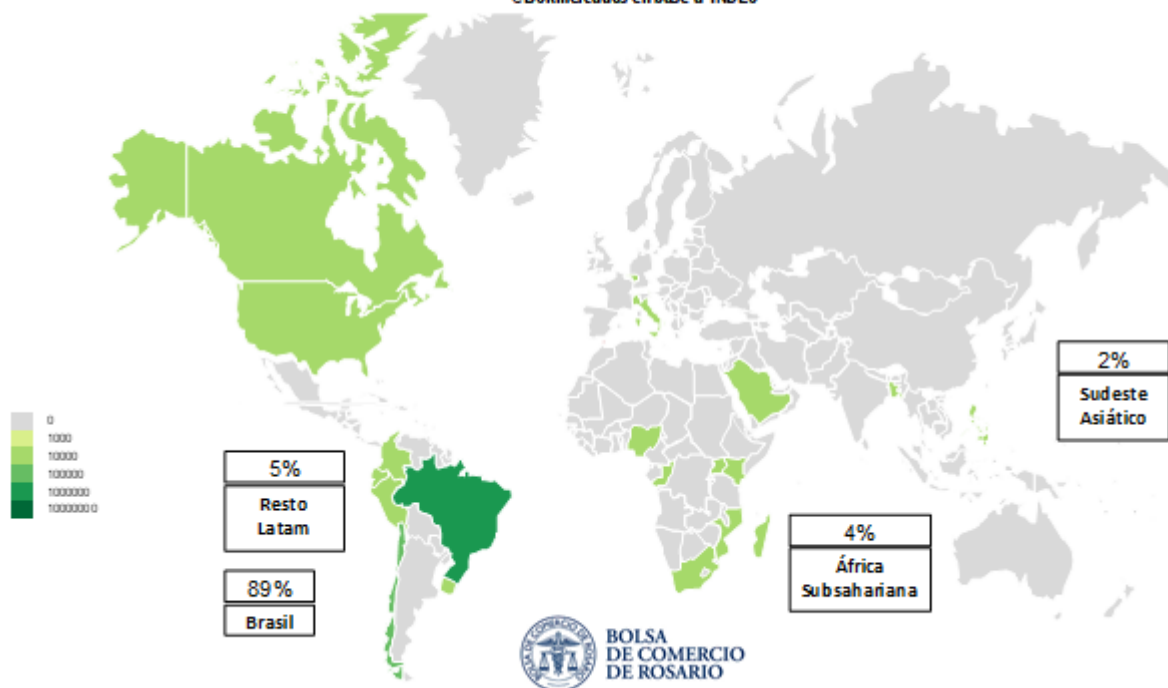 0
1000
10000
100000
1000000
10000000
5%
Resto
Latam
89%
Brasil
2%
Sudeste
Asiático
4%
África
Subsahariana
BOLSA
DE COMERCIO
DE ROSARIO